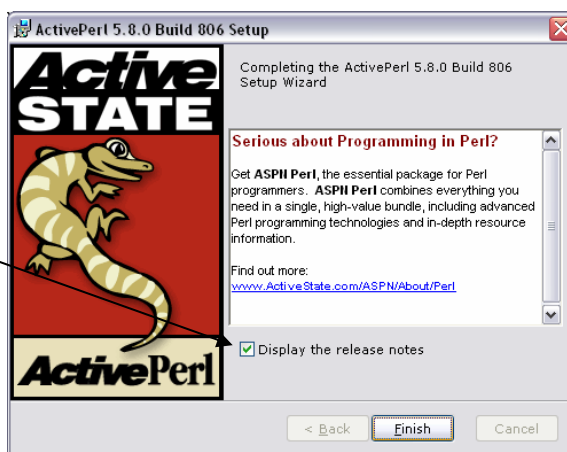 ActivePerl 5.8.0 Build 806 Setup
Active
STATE
ActivePerl
Completing the ActivePerl 5.8.0 Build 806
Setup Wizard
Serious about Programming in Perl?
Get ASPN Perl, the essential package for Perl
programmers. ASPN Perl combines everything you
need in a single, high-value bundle, including advanced
Perl programming technologies and in-depth resource
information.
Find out more:
www.ActiveState.com/ASPN/About/Perl
Display the release notes
< Back Finish Cancel